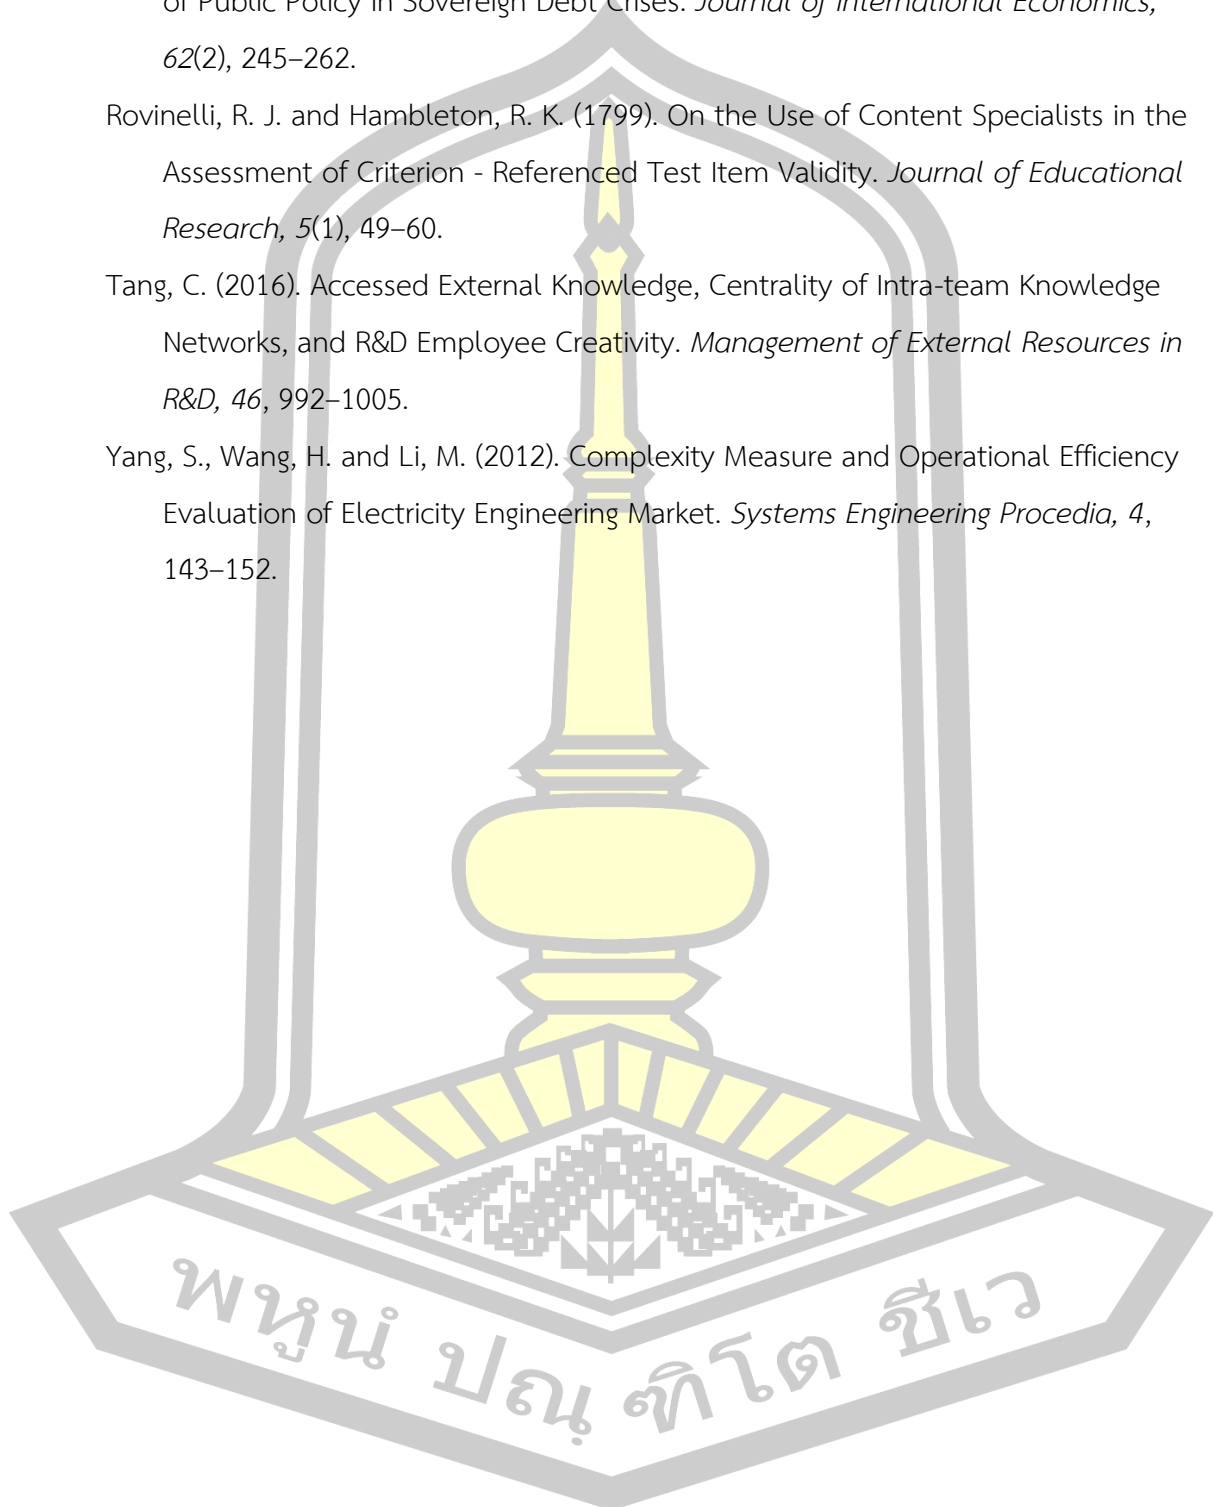 of Public Policy in Sovereign Debt Crises. Journal of International Economics,
62(2), 245–262.
Rovinelli, R. J. and Hambleton, R. K. (1799). On the Use of Content Specialists in the
Assessment of Criterion - Referenced Test Item Validity. Journal of Educational
Research, 5(1), 49–60.
Tang, C. (2016). Accessed External Knowledge, Centrality of Intra-team Knowledge
Networks, and R&D Employee Creativity. Management of External Resources in
R&D, 46, 992–1005.
Yang, S., Wang, H. and Li, M. (2012). Complexity Measure and Operational Efficiency
Evaluation of Electricity Engineering Market. Systems Engineering Procedia, 4,
143–152.
พหูนํ ปณฺฑิโต ชีเว